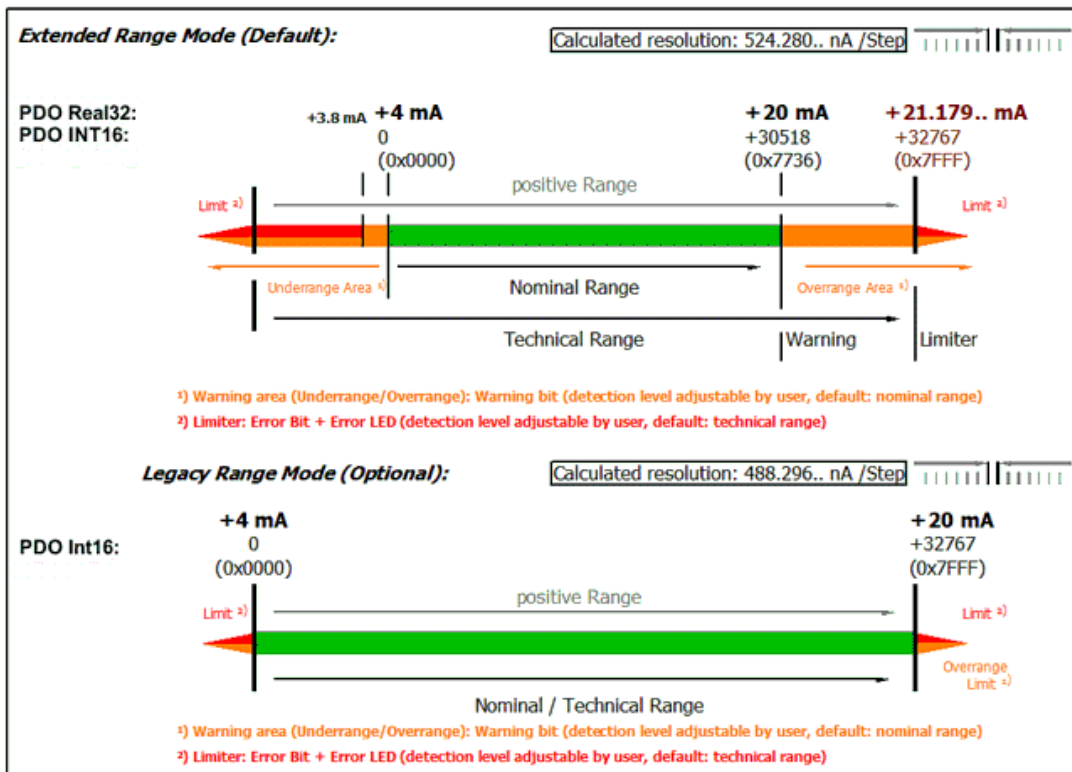 Extended Range Mode (Default):
Calculated resolution: 524.280.. nA /Step
PDO Real32:
+3.8 mA +4 mA +20 mA +21.179.. mA
PDO INT16:
0 +30518 +32767
(0x0000) (0x7736) (0x7FFF)
positive Range
Limit ²⁾ Limit ²⁾
Underrange Area ¹⁾ Nominal Range Overrange Area ¹⁾
Technical Range Warning Limiter
¹⁾ Warning area (Underrange/Overrange): Warning bit (detection level adjustable by user, default: nominal range)
²⁾ Limiter: Error Bit + Error LED (detection level adjustable by user, default: technical range)
Legacy Range Mode (Optional):
Calculated resolution: 488.296.. nA /Step
+4 mA +20 mA
PDO Int16:
0 +32767
(0x0000) (0x7FFF)
positive Range
Limit ²⁾ Limit ²⁾
Overrange
Limit ¹⁾
Nominal / Technical Range
¹⁾ Warning area (Underrange/Overrange): Warning bit (detection level adjustable by user, default: nominal range)
²⁾ Limiter: Error Bit + Error LED (detection level adjustable by user, default: technical range)